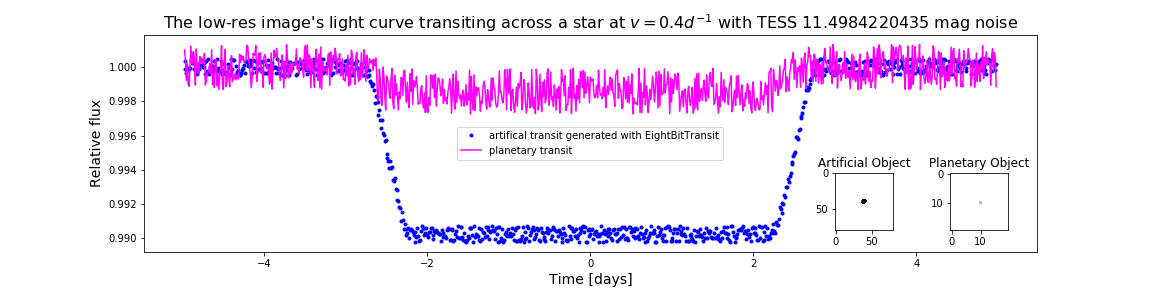 The low-res image's light curve transiting across a star at v = 0.4d⁻¹ with TESS 11.4984220435 mag noise
Relative flux
1.000
0.998
0.996
0.994
0.992
0.990
artifical transit generated with EightBitTransit
planetary transit
Artificial Object
0
50
0 50
Planetary Object
0
10
0 10
−4 −2 0 2 4
Time [days]